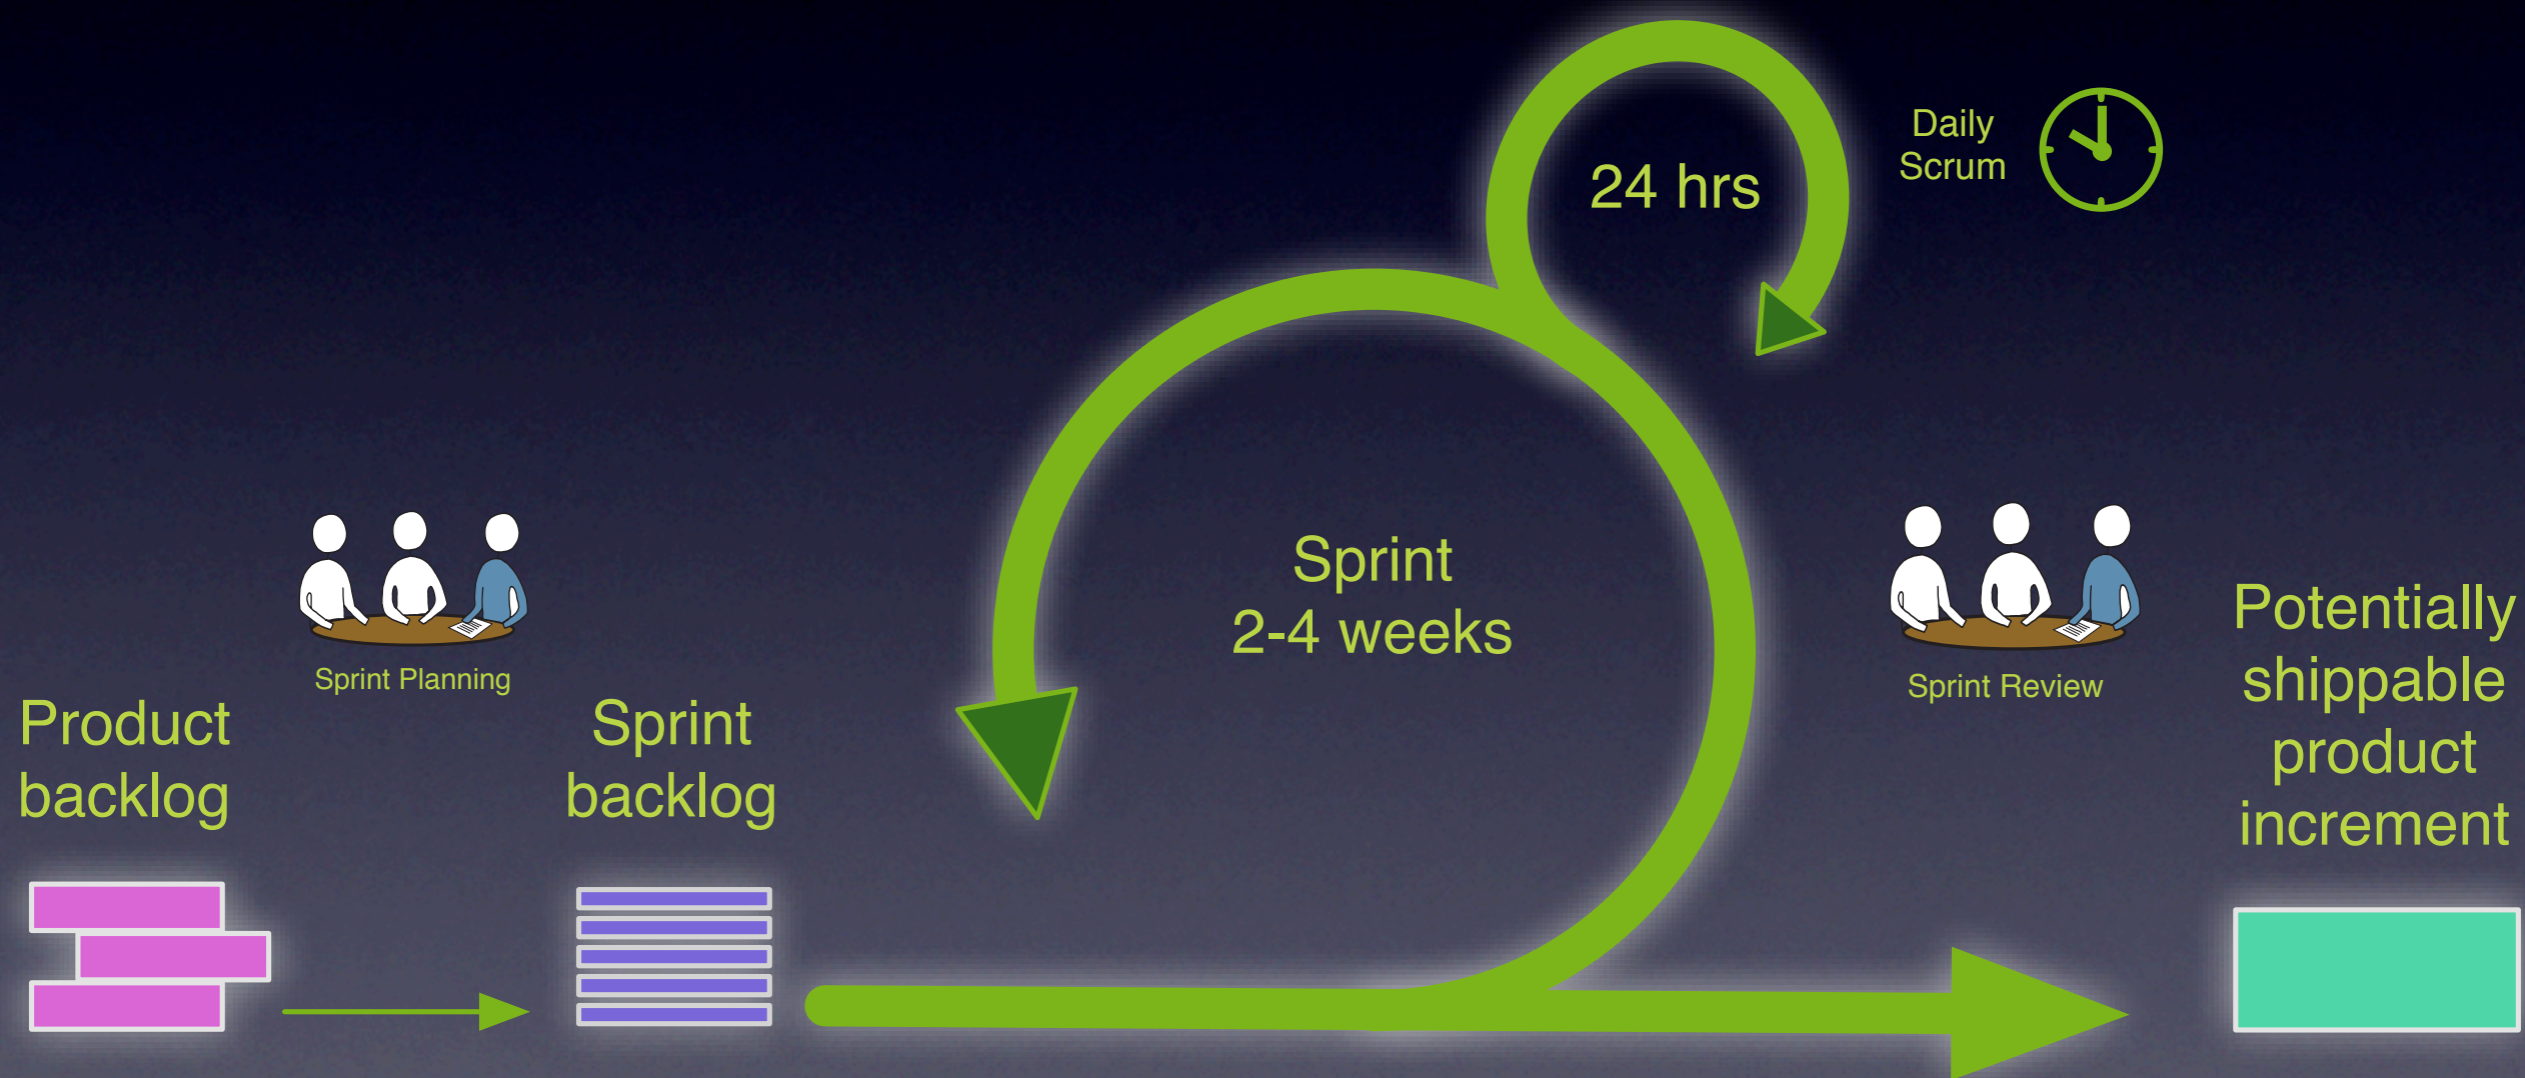 Product
backlog
Sprint Planning
Sprint
backlog
Sprint
2-4 weeks
24 hrs
Daily
Scrum
Sprint Review
Potentially
shippable
product
increment